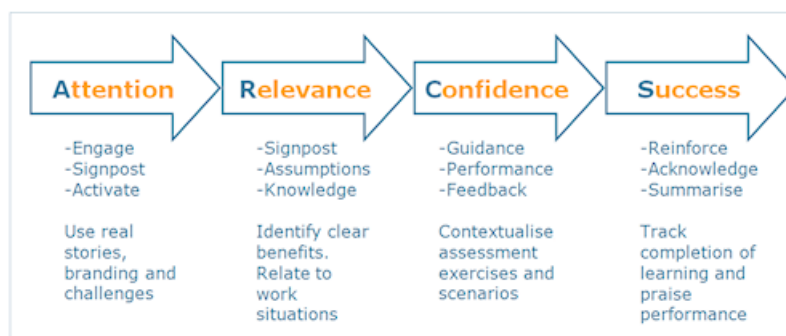 Attention
-Engage
-Signpost
-Activate
Use real
stories,
branding and
challenges
Relevance
-Signpost
-Assumptions
-Knowledge
Identify clear
benefits.
Relate to
work
situations
Confidence
-Guidance
-Performance
-Feedback
Contextualise
assessment
exercises and
scenarios
Success
-Reinforce
-Acknowledge
-Summarise
Track
completion of
learning and
praise
performance